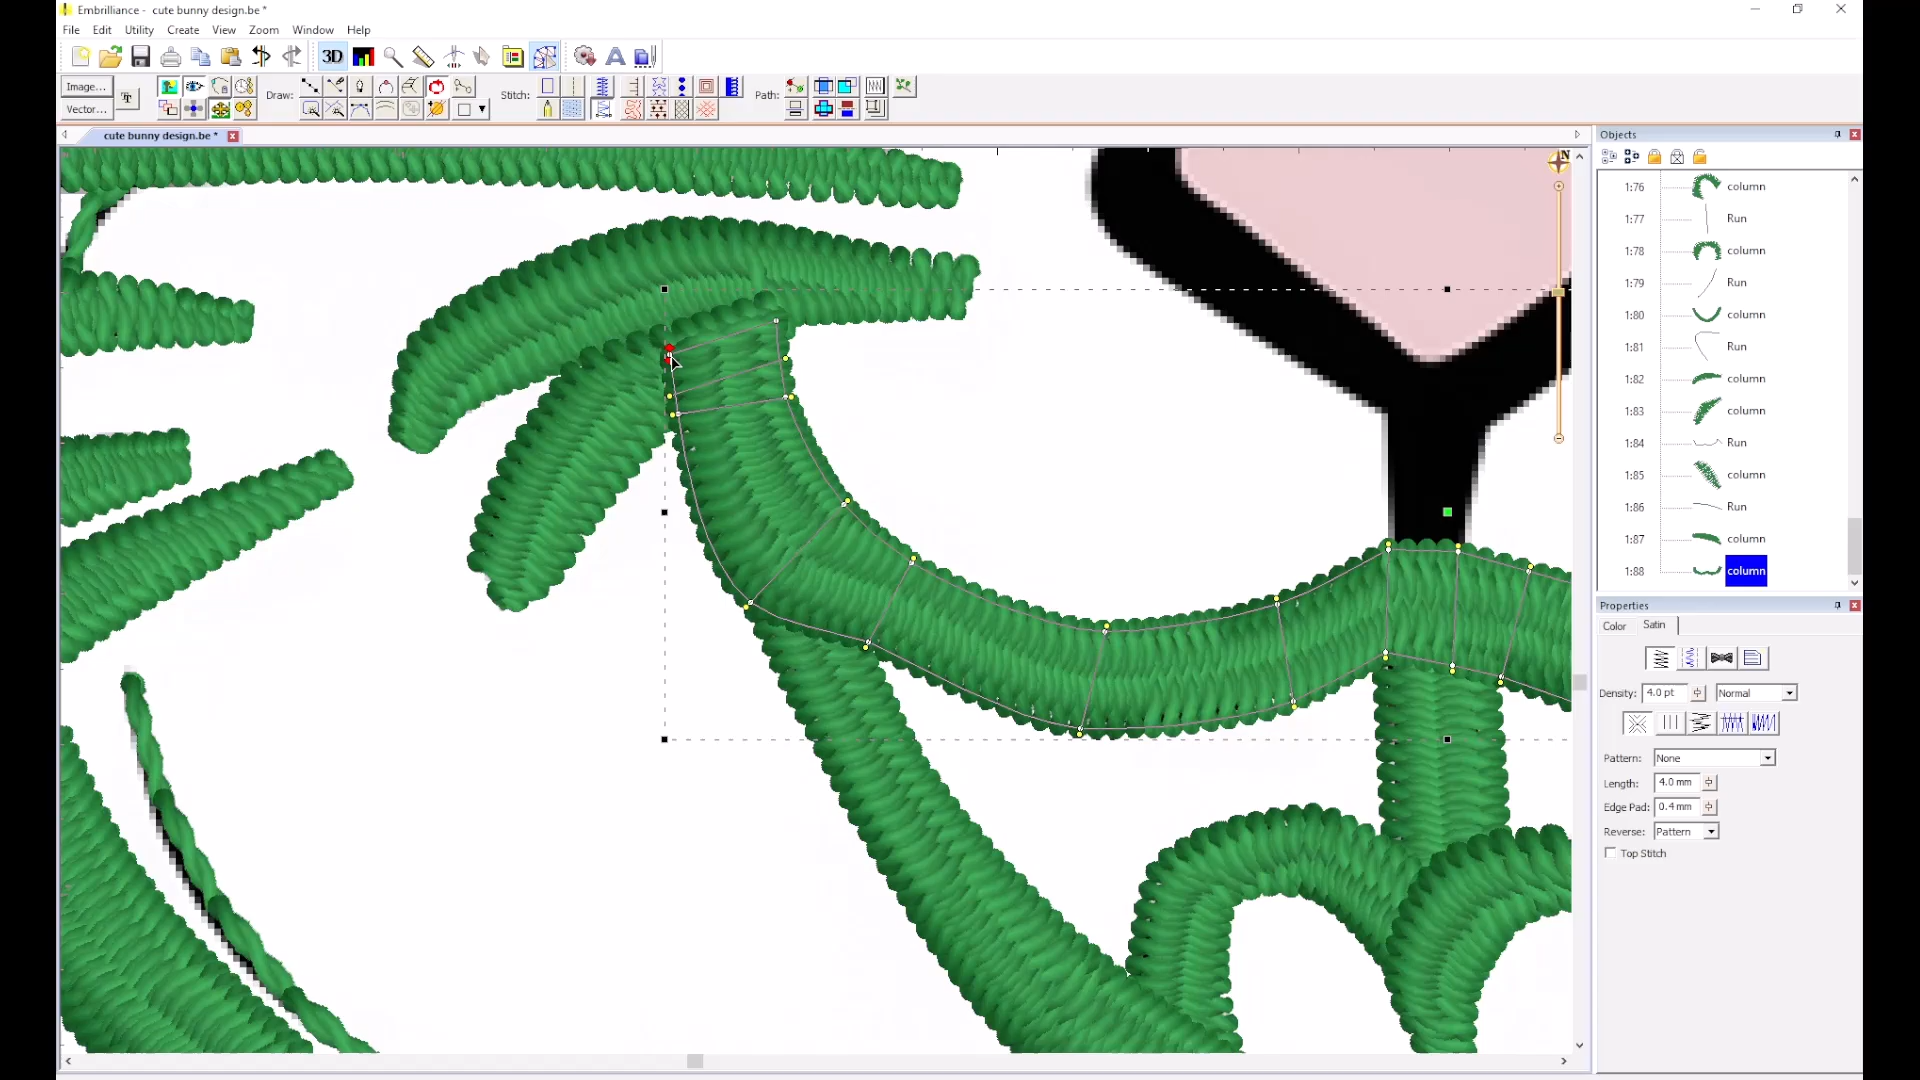 Embrilliance - cute bunny design.be *
File Edit Utility Create View Zoom Window Help
3D
Image...
Vector...
Draw:
Stitch:
Path:
cute bunny design.be *
N
Objects
1:76 column
1:77 Run
1:78 column
1:79 Run
1:80 column
1:81 Run
1:82 column
1:83 column
1:84 Run
1:85 column
1:86 Run
1:87 column
1:88 column
Properties
Color Satin
Density: 4.0 pt Normal
Pattern: None
Length: 4.0 mm
Edge Pad: 0.4 mm
Reverse: Pattern
Top Stitch